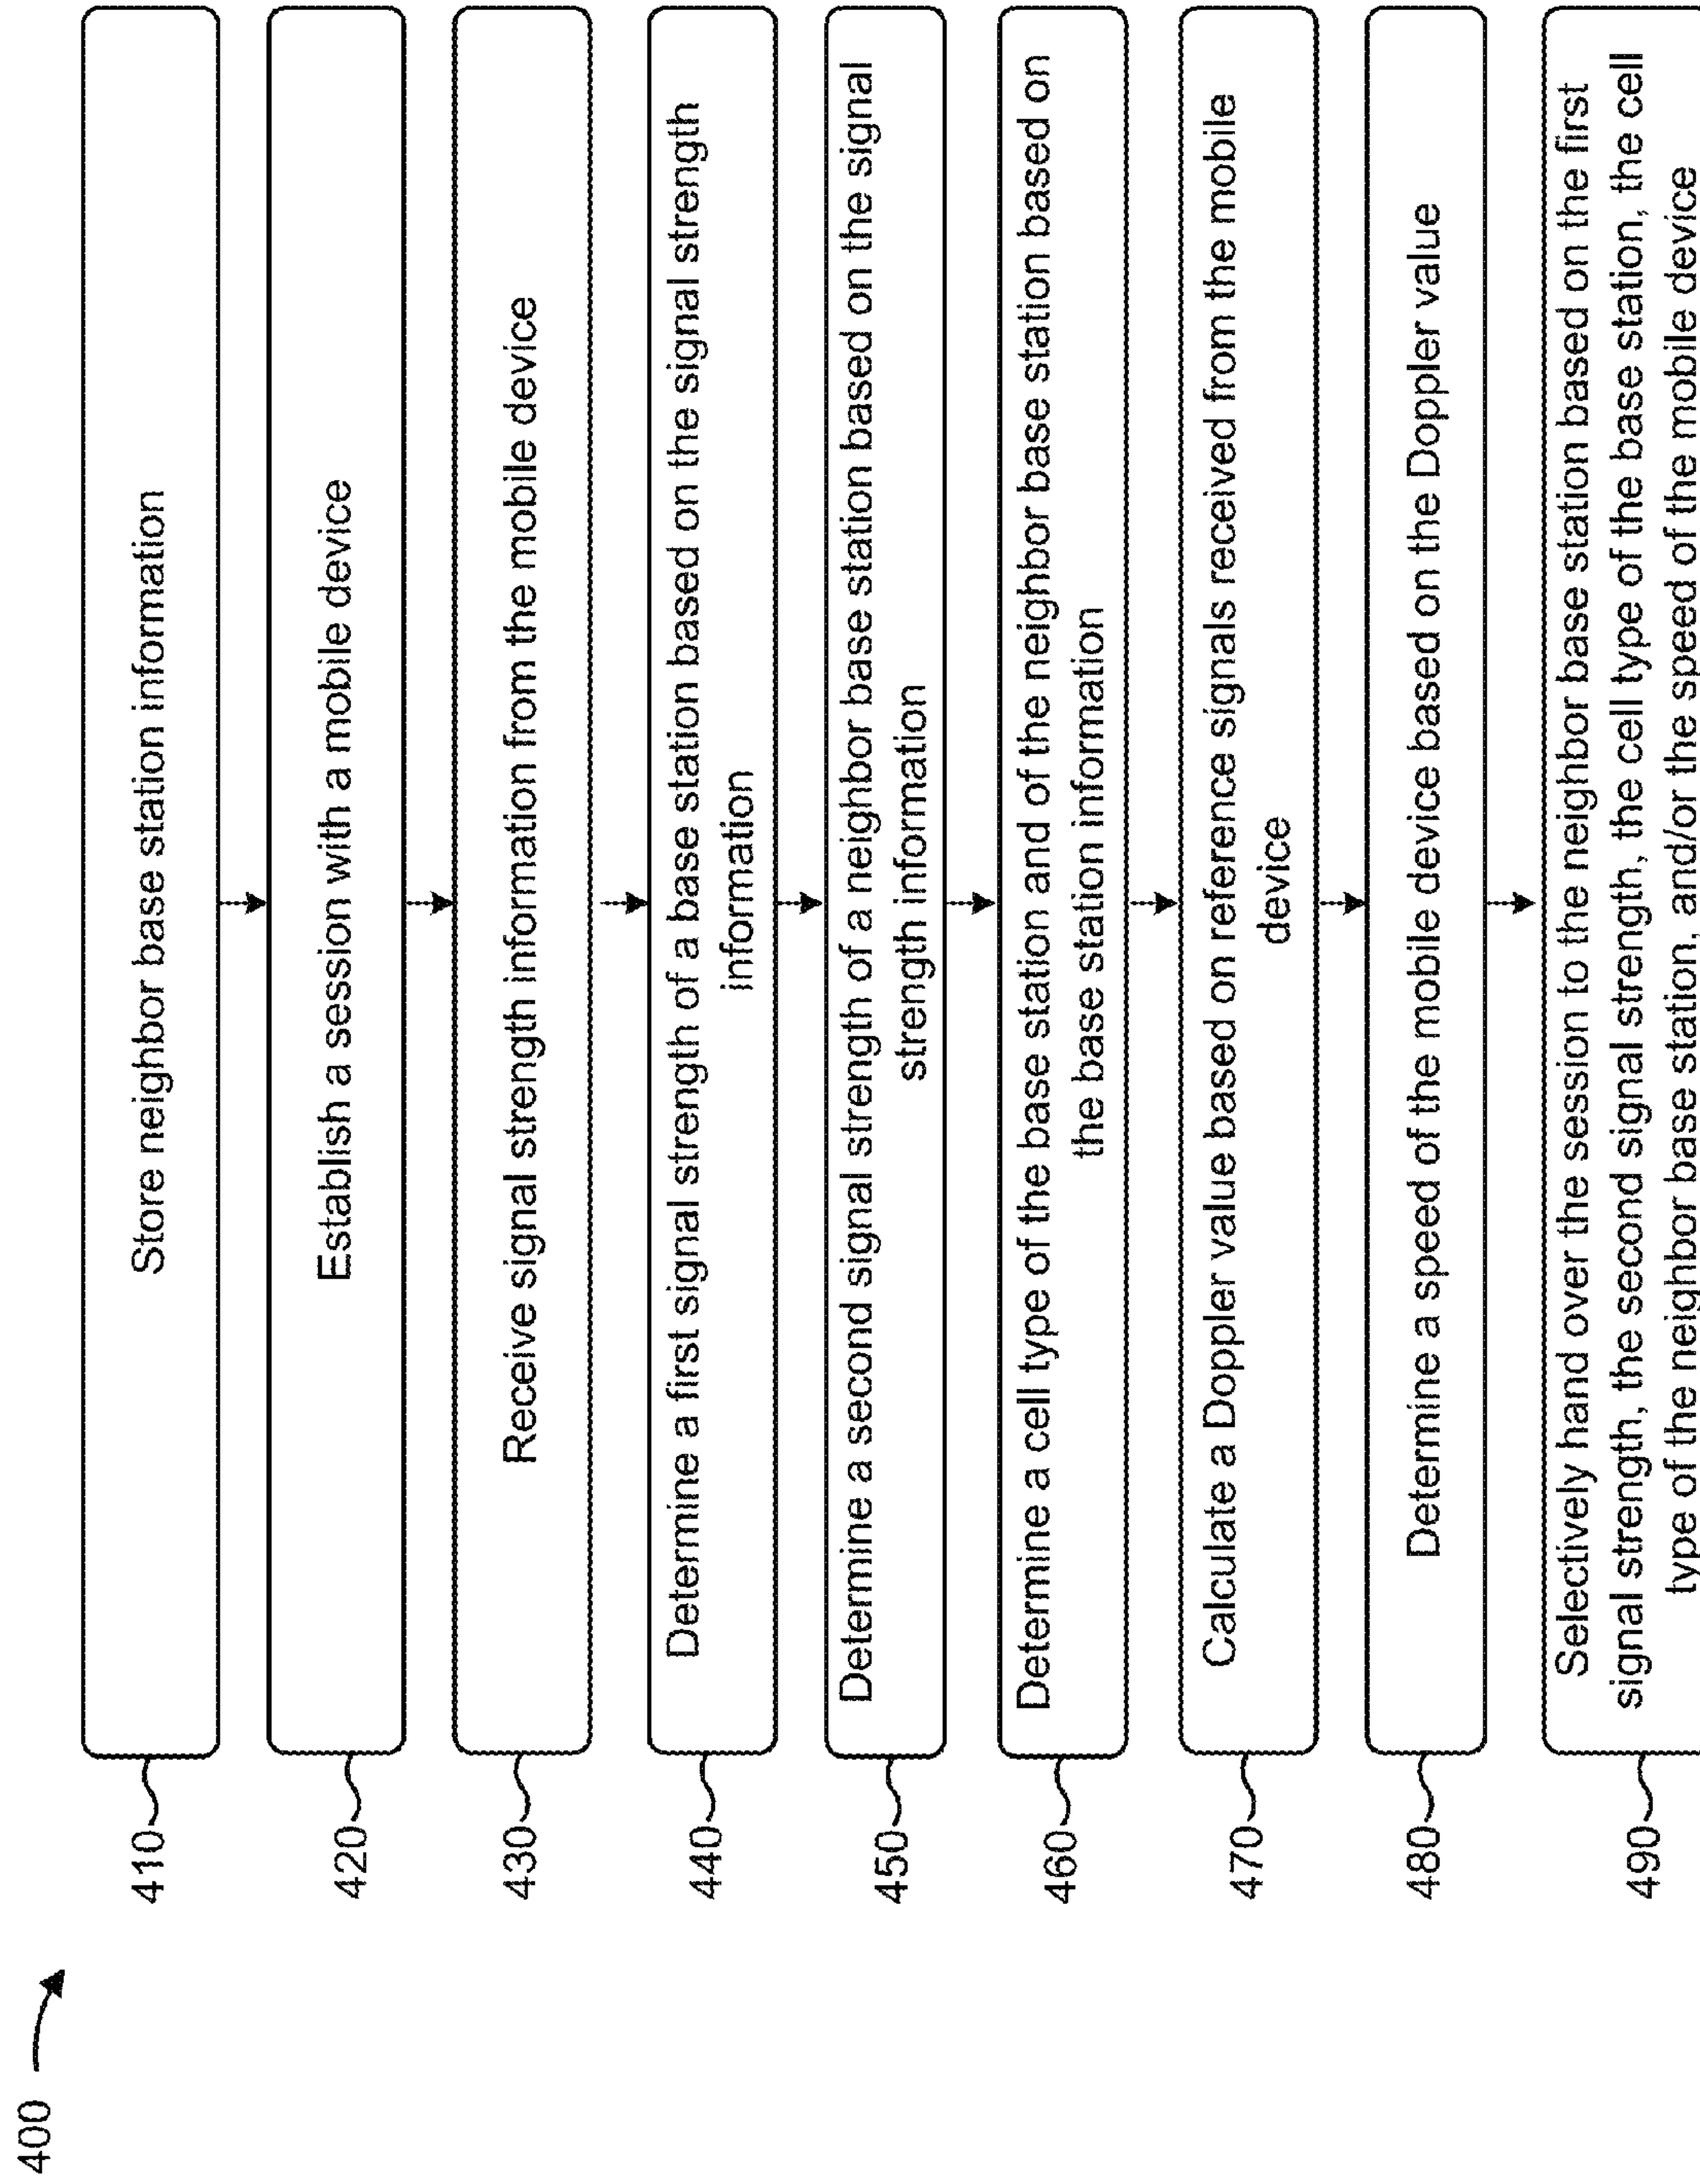 400
410
Store neighbor base station information
420
Establish a session with a mobile device
430
Receive signal strength information from the mobile device
440
Determine a first signal strength of a base station based on the signal strength
information
450
Determine a second signal strength of a neighbor base station based on the signal
strength information
460
Determine a cell type of the base station and of the neighbor base station based on
the base station information
470
Calculate a Doppler value based on reference signals received from the mobile
device
480
Determine a speed of the mobile device based on the Doppler value
490
Selectively hand over the session to the neighbor base station based on the first
signal strength, the second signal strength, the cell type of the base station, the cell
type of the neighbor base station, and/or the speed of the mobile device